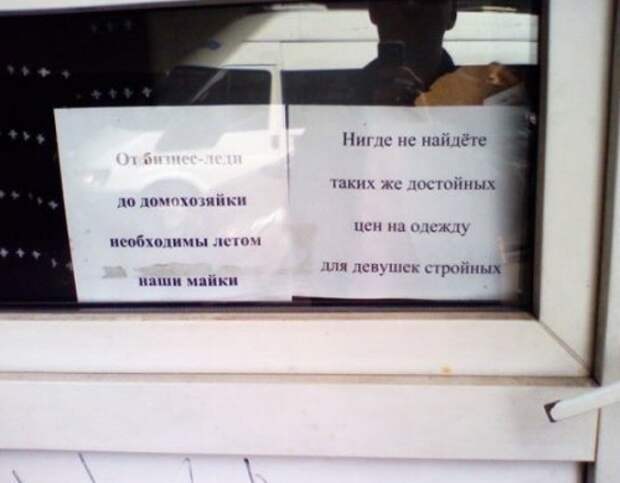 От бизнес-леди
до домохозяйки
необходимы летом
наши майки
Нигде не найдёте
таких же достойных
цен на одежду
для девушек стройных